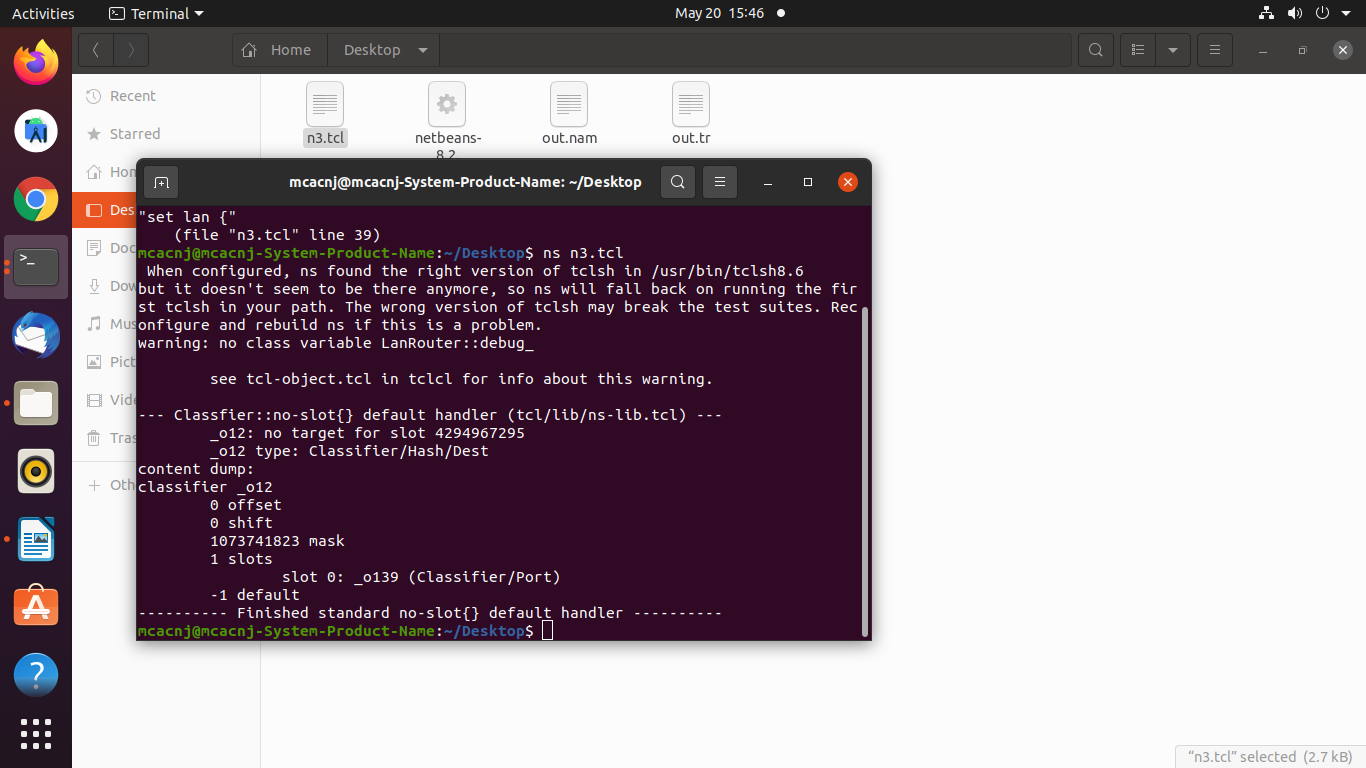 Activities
Terminal
May 20 15:46
Home
Desktop
Recent
Starred
Hom
Des
Doc
Dow
Mus
Pict
Vide
Tras
+ Oth
n3.tcl
netbeans-
8.2
out.nam
out.tr
mcacnj@mcacnj-System-Product-Name: ~/Desktop
"set lan {"
(file "n3.tcl" line 39)
mcacnj@mcacnj-System-Product-Name:~/Desktop$ ns n3.tcl
When configured, ns found the right version of tclsh in /usr/bin/tclsh8.6
but it doesn't seem to be there anymore, so ns will fall back on running the fir
st tclsh in your path. The wrong version of tclsh may break the test suites. Rec
onfigure and rebuild ns if this is a problem.
warning: no class variable LanRouter::debug_
see tcl-object.tcl in tclcl for info about this warning.
--- Classfier::no-slot{} default handler (tcl/lib/ns-lib.tcl) ---
_o12: no target for slot 4294967295
_o12 type: Classifier/Hash/Dest
content dump:
classifier _o12
0 offset
0 shift
1073741823 mask
1 slots
slot 0: _o139 (Classifier/Port)
-1 default
---------- Finished standard no-slot{} default handler ----------
mcacnj@mcacnj-System-Product-Name:~/Desktop$
"n3.tcl" selected (2.7 kB)